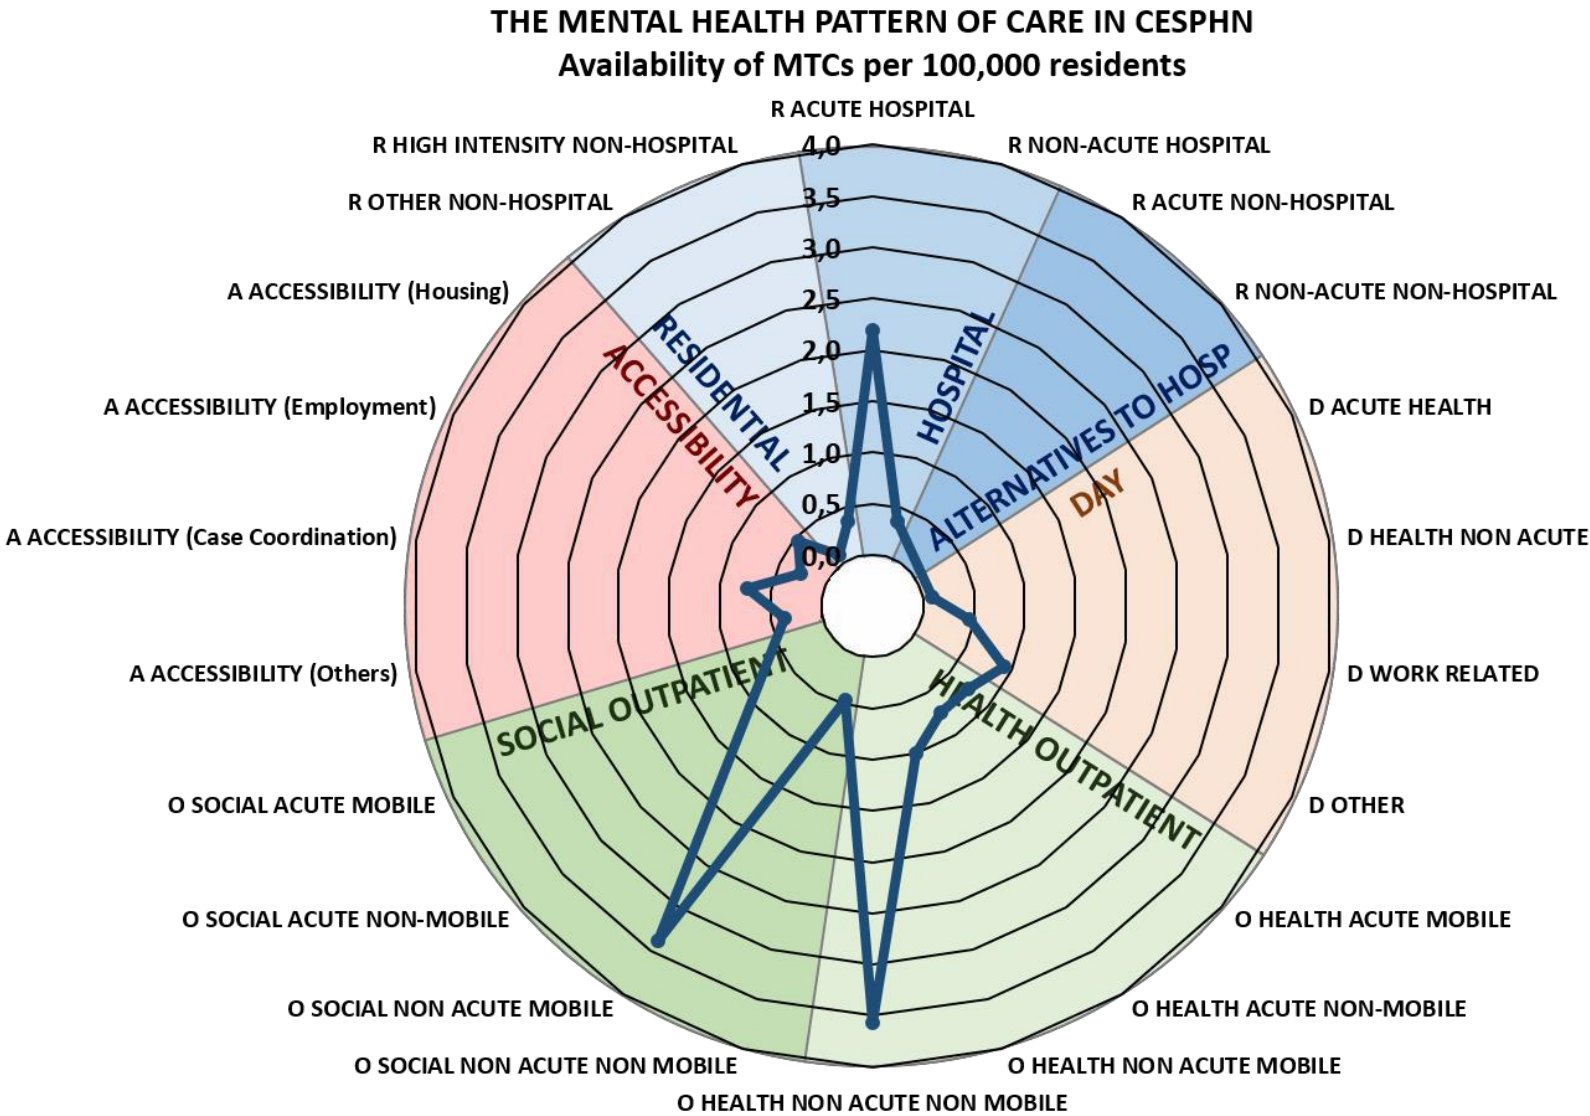 THE MENTAL HEALTH PATTERN OF CARE IN CESPHN
Availability of MTCs per 100,000 residents
R ACUTE HOSPITAL
R NON-ACUTE HOSPITAL
R ACUTE NON-HOSPITAL
R NON-ACUTE NON-HOSPITAL
D ACUTE HEALTH
D HEALTH NON ACUTE
D WORK RELATED
D OTHER
O HEALTH ACUTE MOBILE
O HEALTH ACUTE NON-MOBILE
O HEALTH NON ACUTE MOBILE
O HEALTH NON ACUTE NON MOBILE
O SOCIAL NON ACUTE NON MOBILE
O SOCIAL NON ACUTE MOBILE
O SOCIAL ACUTE NON-MOBILE
O SOCIAL ACUTE MOBILE
A ACCESSIBILITY (Others)
A ACCESSIBILITY (Case Coordination)
A ACCESSIBILITY (Employment)
A ACCESSIBILITY (Housing)
R OTHER NON-HOSPITAL
R HIGH INTENSITY NON-HOSPITAL
4,0
3,5
3,0
2,5
2,0
1,5
1,0
0,5
0,0
HOSPITAL
ALTERNATIVES TO HOSP
DAY
HEALTH OUTPATIENT
SOCIAL OUTPATIENT
ACCESSIBILITY
RESIDENTIAL